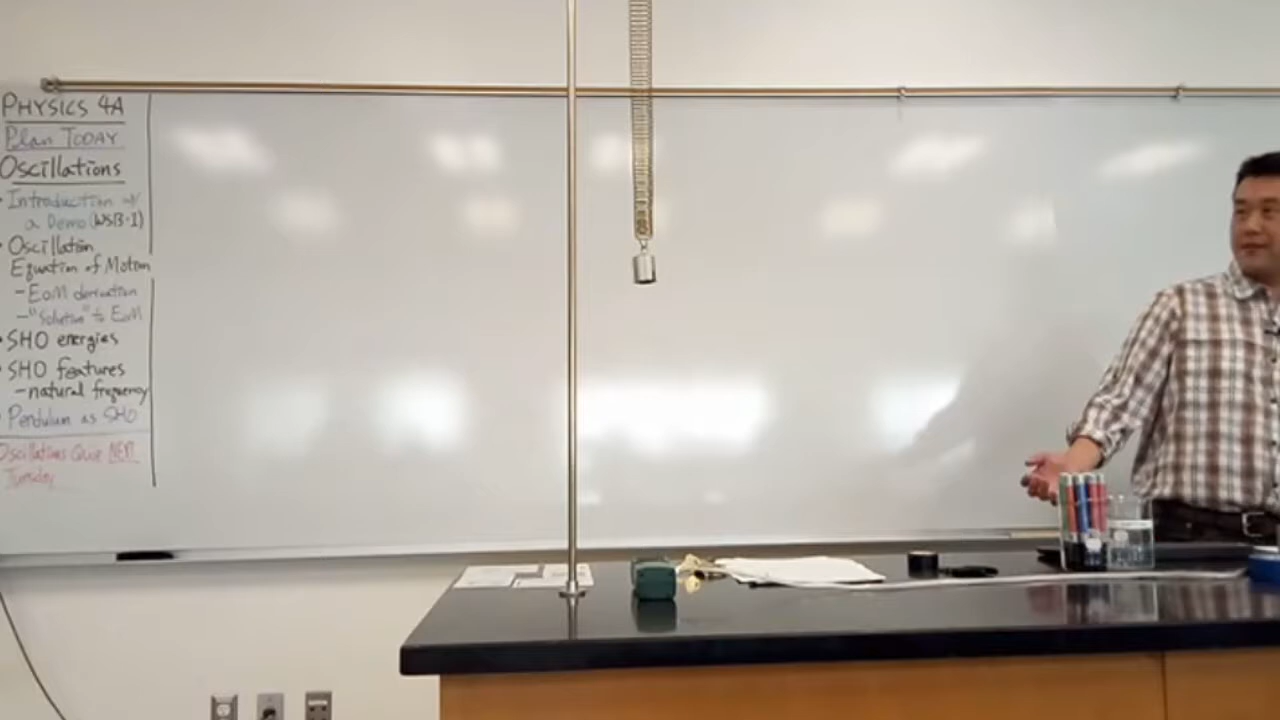 PHYSICS 4A
Plan TODAY
Oscillations
• Introduction w/
a Demo (WS13-1)
• Oscillation
Equation of Motion
- EoM derivation
- "Solution" to EoM
• SHO energies
• SHO features
- natural frequency
• Pendulum as SHO
Oscillations Quiz NEXT
Tuesday